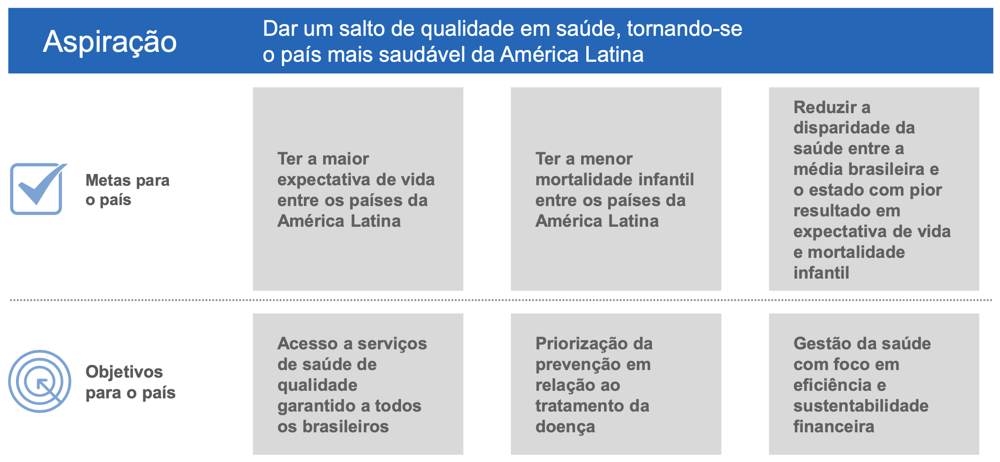 Aspiração
Dar um salto de qualidade em saúde, tornando-se
o país mais saudável da América Latina
Metas para
o país
Ter a maior
expectativa de vida
entre os países da
América Latina
Ter a menor
mortalidade infantil
entre os países da
América Latina
Reduzir a
disparidade da
saúde entre a
média brasileira e
o estado com pior
resultado em
expectativa de vida
e mortalidade
infantil
Objetivos
para o país
Acesso a serviços
de saúde de
qualidade
garantido a todos
os brasileiros
Priorização da
prevenção em
relação ao
tratamento da
doença
Gestão da saúde
com foco em
eficiência e
sustentabilidade
financeira